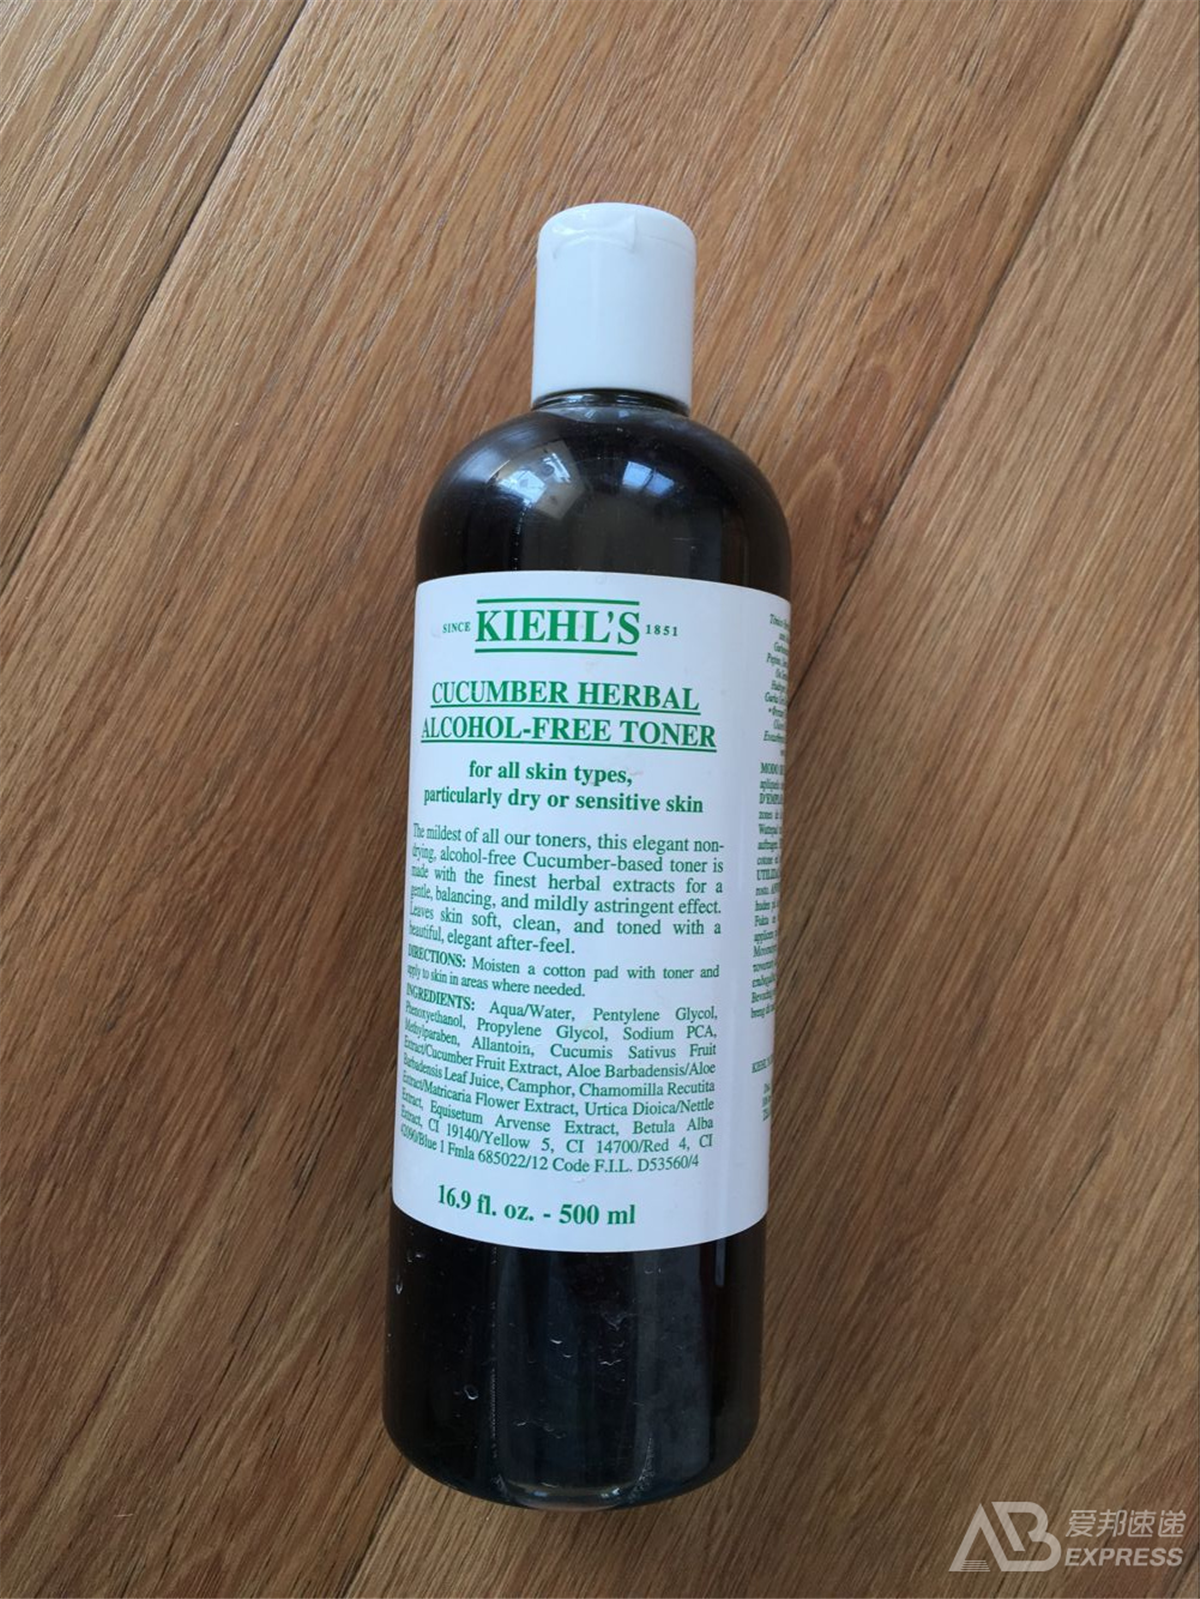 SINCE KIEHL'S 1851
CUCUMBER HERBAL
ALCOHOL-FREE TONER
for all skin types,
particularly dry or sensitive skin
The mildest of all our toners, this elegant non-
drying, alcohol-free Cucumber-based toner is
made with the finest herbal extracts for a
gentle, balancing, and mildly astringent effect.
Leaves skin soft, clean, and toned with a
beautiful, elegant after-feel.
DIRECTIONS: Moisten a cotton pad with toner and
apply to skin in areas where needed.
INGREDIENTS: Aqua/Water, Pentylene Glycol,
Phenoxyethanol, Propylene Glycol, Sodium PCA,
Methylparaben, Allantoin, Cucumis Sativus Fruit
Extract/Cucumber Fruit Extract, Aloe Barbadensis/Aloe
Barbadensis Leaf Juice, Camphor, Chamomilla Recutita
Extract/Matricaria Flower Extract, Urtica Dioica/Nettle
Extract, Equisetum Arvense Extract, Betula Alba
Extract, CI 19140/Yellow 5, CI 14700/Red 4, CI
42090/Blue 1 Fmla 685022/12 Code F.I.L. D53560/4
16.9 fl. oz. - 500 ml
MODO
D'EMPLOI
AB 爱邦速递
EXPRESS